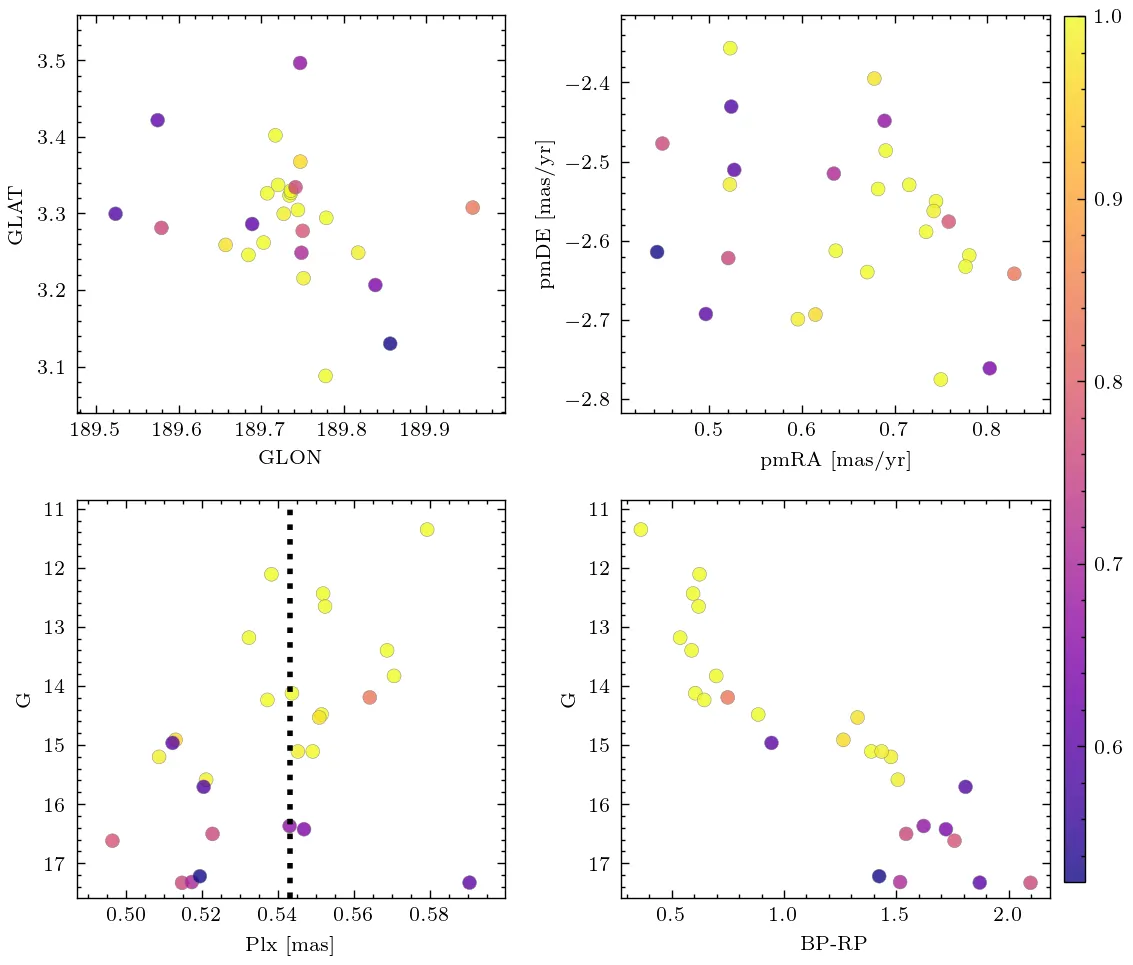 3.5
3.4
3.3
3.2
3.1
GLAT
189.5 189.6 189.7 189.8 189.9
GLON
−2.4
−2.5
−2.6
−2.7
−2.8
pmDE [mas/yr]
0.5 0.6 0.7 0.8
pmRA [mas/yr]
1.0
0.9
0.8
0.7
0.6
11
12
13
14
15
16
17
G
0.50 0.52 0.54 0.56 0.58
Plx [mas]
11
12
13
14
15
16
17
G
0.5 1.0 1.5 2.0
BP-RP